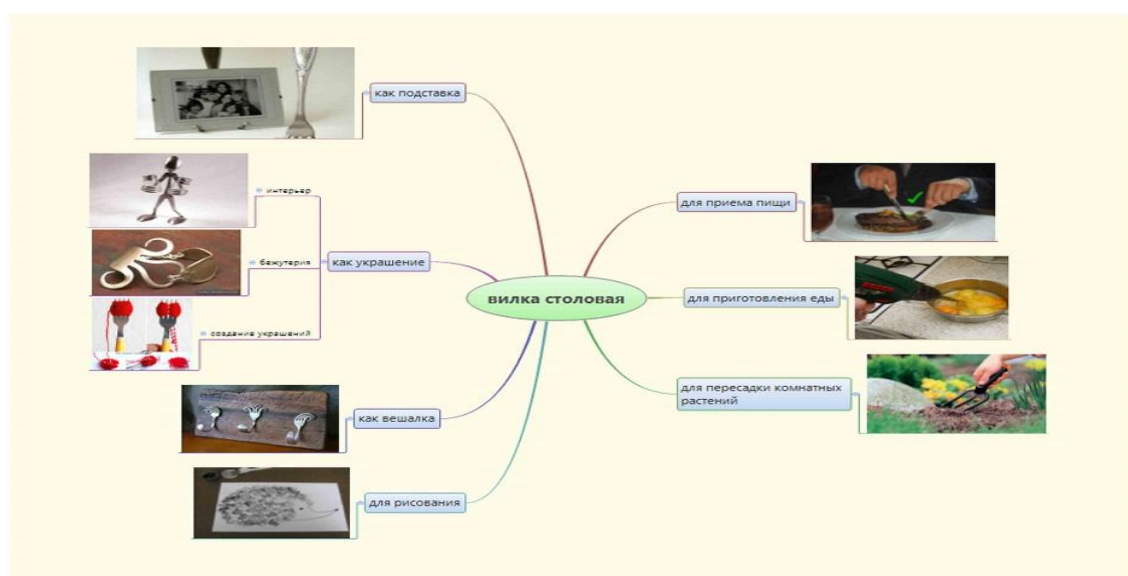 как подставка
интерьер
бежутерия
как украшение
создание украшений
как вешалка
для рисования
вилка столовая
для приема пищи
для приготовления еды
для пересадки комнатных
растений